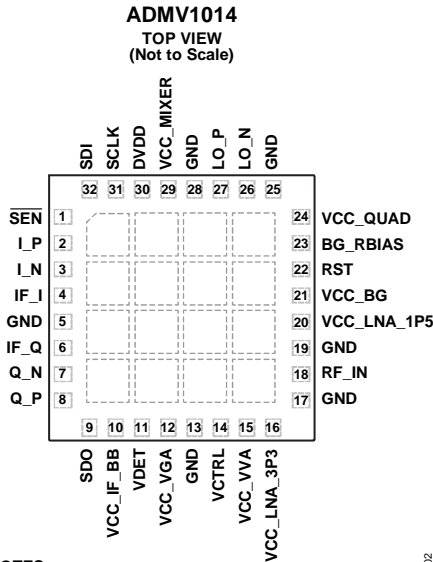 ADMV1014
TOP VIEW
(Not to Scale)
SDI
SCLK
DVDD
VCC_MIXER
GND
LO_P
LO_N
GND
32 31 30 29 28 27 26 25
SEN 1
I_P 2
I_N 3
IF_I 4
GND 5
IF_Q 6
Q_N 7
Q_P 8
24 VCC_QUAD
23 BG_RBIAS
22 RST
21 VCC_BG
20 VCC_LNA_1P5
19 GND
18 RF_IN
17 GND
9 10 11 12 13 14 15 16
SDO
VCC_IF_BB
VDET
VCC_VGA
GND
VCTRL
VCC_VVA
VCC_LNA_3P3
02